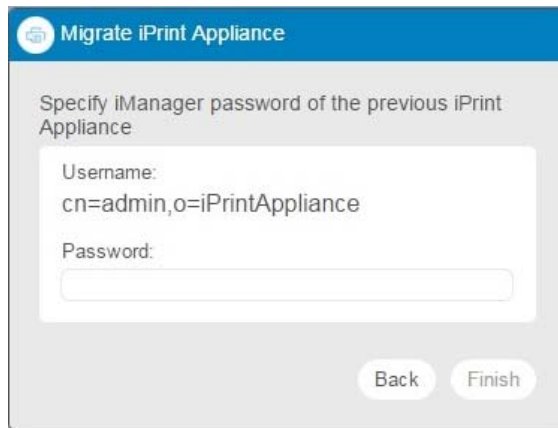 Migrate iPrint Appliance
Specify iManager password of the previous iPrint
Appliance
Username:
cn=admin,o=iPrintAppliance
Password:
Back Finish